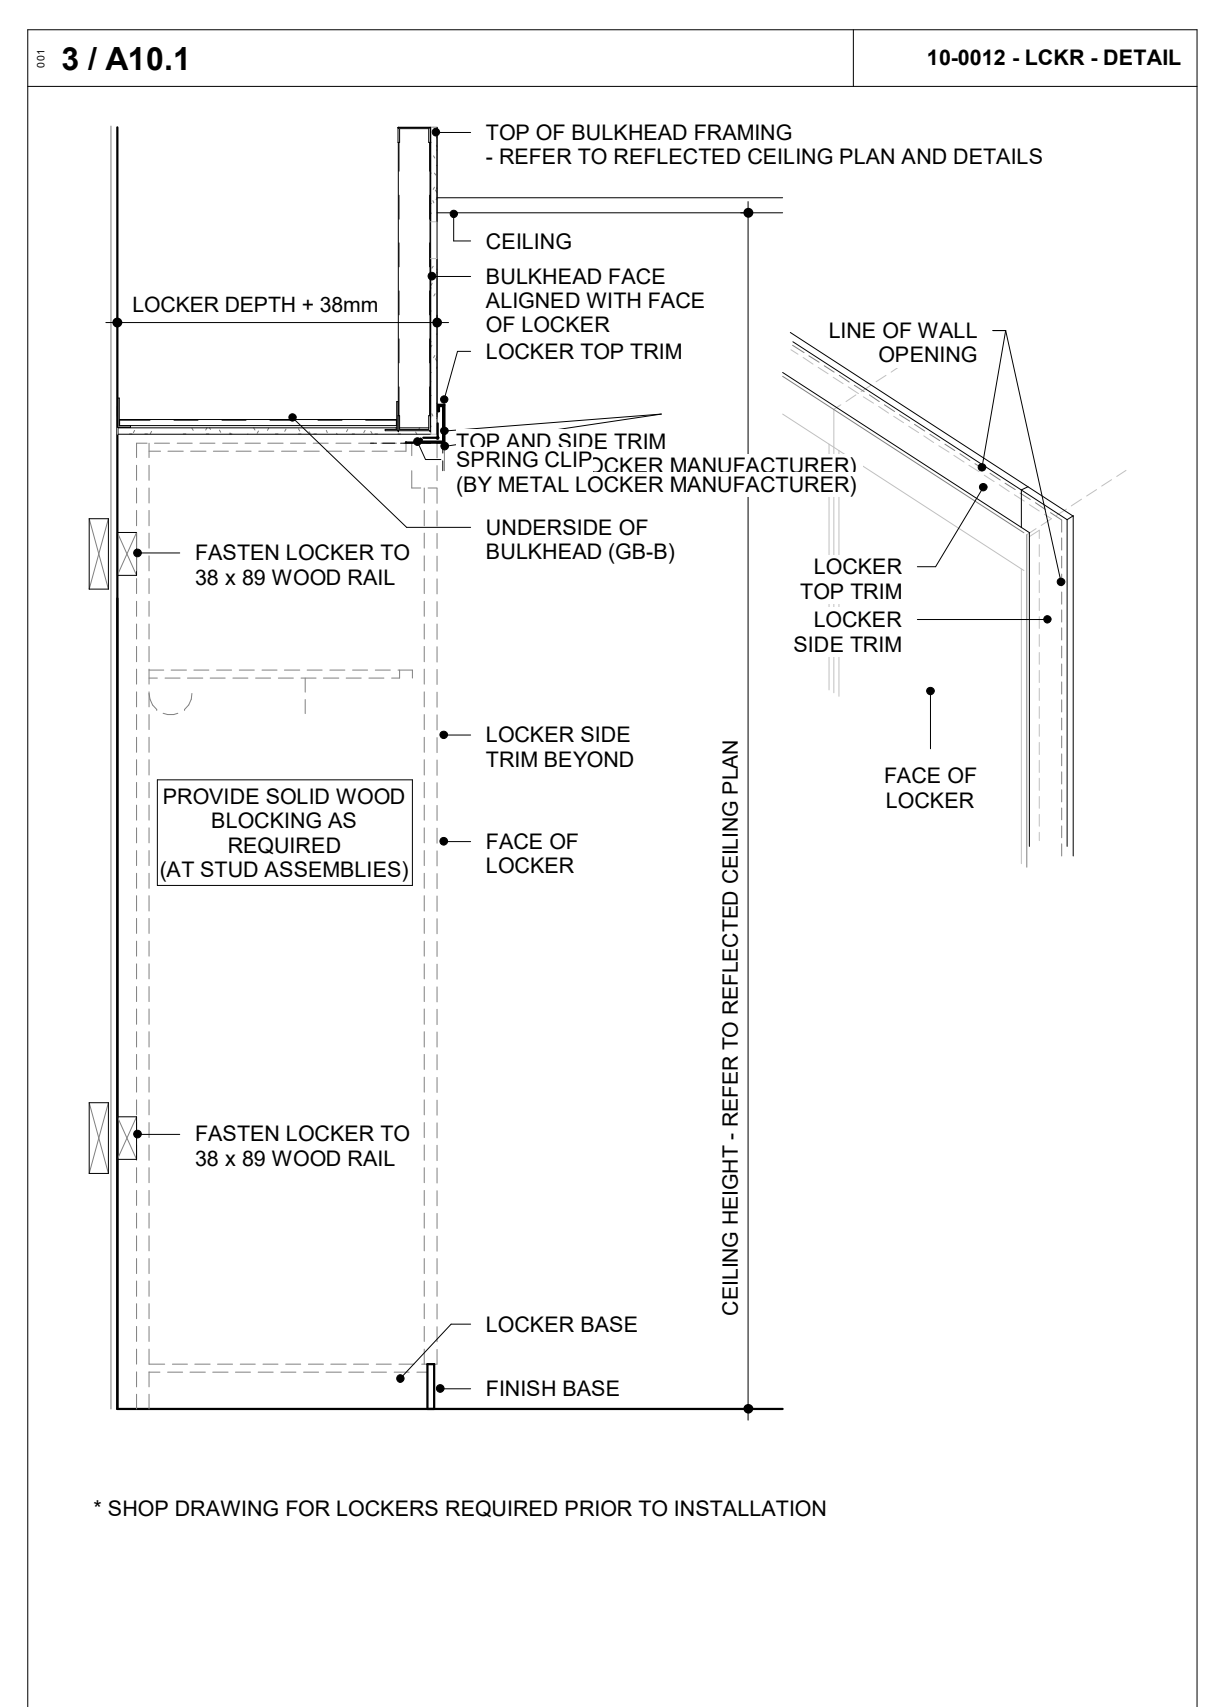 001
3 / A10.1
10-0012 - LCKR - DETAIL
TOP OF BULKHEAD FRAMING
- REFER TO REFLECTED CEILING PLAN AND DETAILS
CEILING
BULKHEAD FACE
ALIGNED WITH FACE
OF LOCKER
LOCKER DEPTH + 38mm
LOCKER TOP TRIM
LINE OF WALL
OPENING
TOP AND SIDE TRIM
SPRING CLIP
LOCKER MANUFACTURER)
(BY METAL LOCKER MANUFACTURER)
UNDERSIDE OF
BULKHEAD (GB-B)
FASTEN LOCKER TO
38 x 89 WOOD RAIL
LOCKER
TOP TRIM
LOCKER
SIDE TRIM
LOCKER SIDE
TRIM BEYOND
FACE OF
LOCKER
PROVIDE SOLID WOOD
BLOCKING AS
REQUIRED
(AT STUD ASSEMBLIES)
FACE OF
LOCKER
CEILING HEIGHT - REFER TO REFLECTED CEILING PLAN
FASTEN LOCKER TO
38 x 89 WOOD RAIL
LOCKER BASE
FINISH BASE
* SHOP DRAWING FOR LOCKERS REQUIRED PRIOR TO INSTALLATION